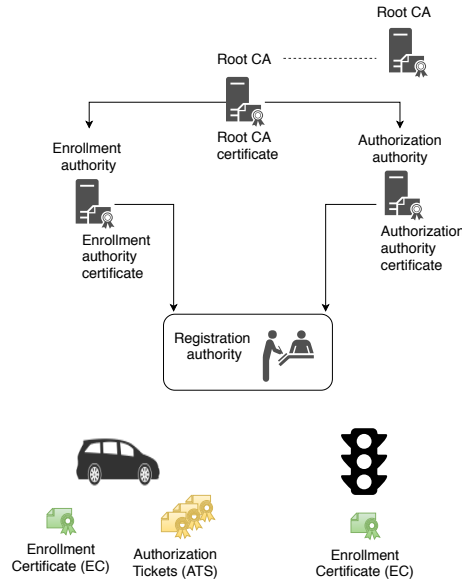 Root CA
Root CA
Root CA
certificate
Enrollment
authority
Authorization
authority
Enrollment
authority
certificate
Authorization
authority
certificate
Registration
authority
Enrollment
Certificate (EC)
Authorization
Tickets (ATS)
Enrollment
Certificate (EC)